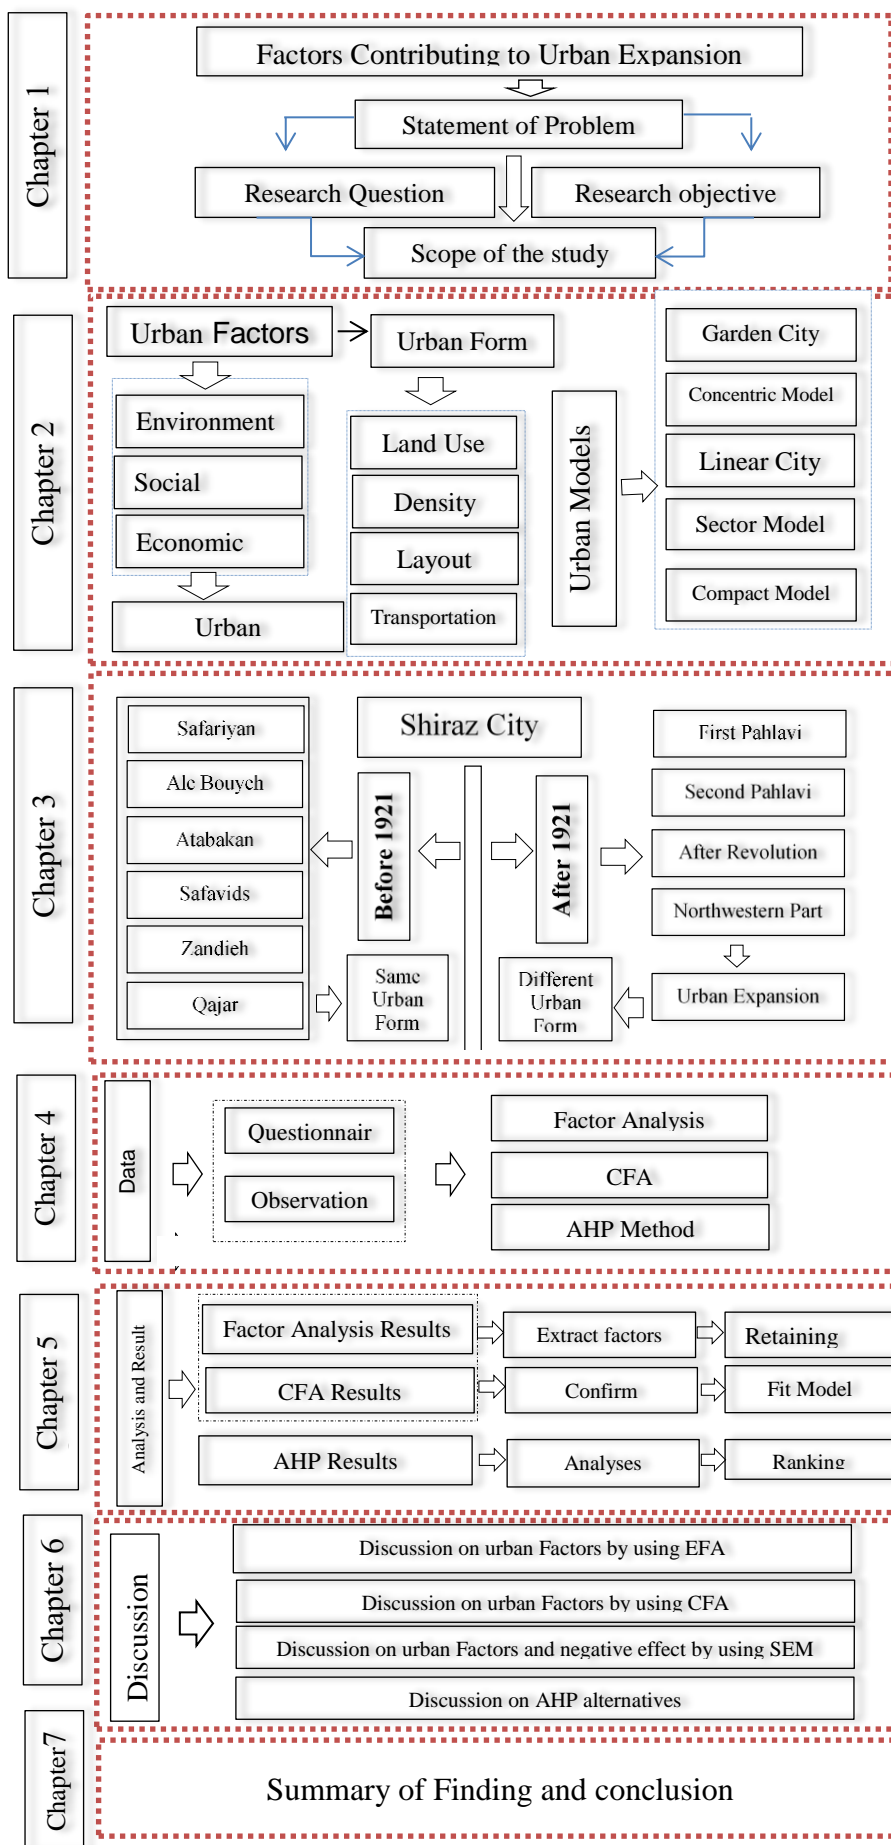 Chapter 1
Factors Contributing to Urban Expansion
Statement of Problem
Research Question
Research objective
Scope of the study
Chapter 2
Urban Factors
Urban Form
Environment
Social
Economic
Urban
Land Use
Density
Layout
Transportation
Urban Models
Garden City
Concentric Model
Linear City
Sector Model
Compact Model
Chapter 3
Shiraz City
Safariyan
Ale Bouyeh
Atabakan
Safavids
Zandieh
Qajar
Before 1921
Same
Urban
Form
After 1921
Different
Urban
Form
First Pahlavi
Second Pahlavi
After Revolution
Northwestern Part
Urban Expansion
Chapter 4
Data
Questionnair
Observation
Factor Analysis
CFA
AHP Method
Chapter 5
Analysis and Result
Factor Analysis Results
Extract factors
Retaining
CFA Results
Confirm
Fit Model
AHP Results
Analyses
Ranking
Chapter 6
Discussion
Discussion on urban Factors by using EFA
Discussion on urban Factors by using CFA
Discussion on urban Factors and negative effect by using SEM
Discussion on AHP alternatives
Chapter7
Summary of Finding and conclusion